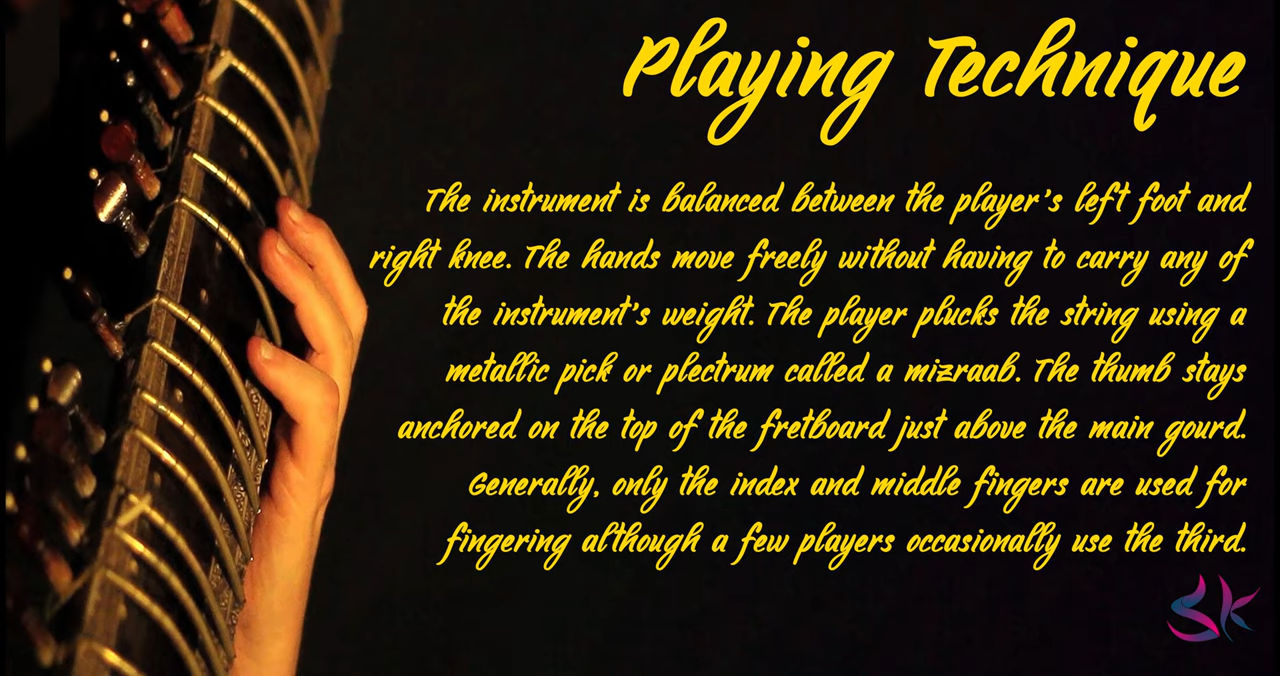 Playing Technique
The instrument is balanced between the player's left foot and
right knee. The hands move freely without having to carry any of
the instrument's weight. The player plucks the string using a
metallic pick or plectrum called a mizraab. The thumb stays
anchored on the top of the fretboard just above the main gourd.
Generally, only the index and middle fingers are used for
fingering although a few players occasionally use the third.
SK